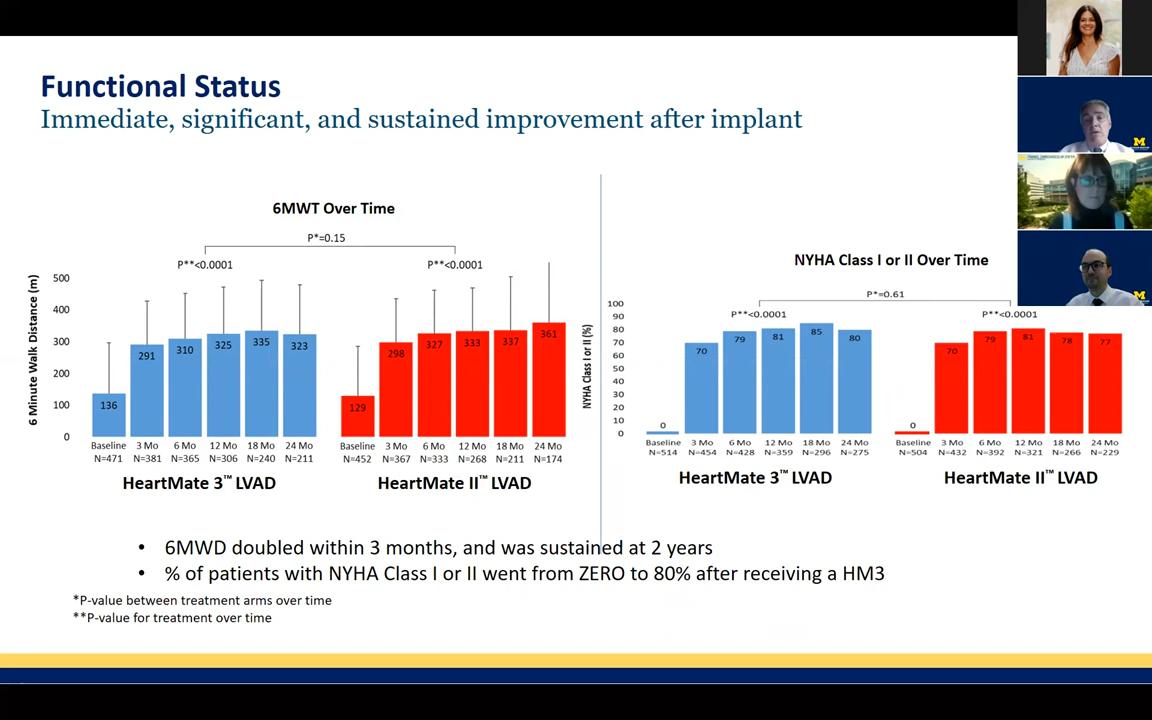 Functional Status
Immediate, significant, and sustained improvement after implant
6MWT Over Time
P*=0.15
P**<0.0001
P**<0.0001
6 Minute Walk Distance (m)
500
400
300
200
100
0
136
291
310
325
335
323
129
298
327
333
337
361
Baseline 3 Mo 6 Mo 12 Mo 18 Mo 24 Mo
N=471 N=381 N=365 N=306 N=240 N=211
Baseline 3 Mo 6 Mo 12 Mo 18 Mo 24 Mo
N=452 N=367 N=333 N=268 N=211 N=174
HeartMate 3™ LVAD
HeartMate II™ LVAD
NYHA Class I or II Over Time
P*=0.61
P**<0.0001
P**<0.0001
NYHA Class I or II (%)
100
90
80
70
60
50
40
30
20
10
0
0
70
79
81
85
80
0
70
79
81
78
77
Baseline 3 Mo 6 Mo 12 Mo 18 Mo 24 Mo
N=514 N=454 N=428 N=359 N=296 N=275
Baseline 3 Mo 6 Mo 12 Mo 18 Mo 24 Mo
N=504 N=432 N=392 N=321 N=266 N=229
HeartMate 3™ LVAD
HeartMate II™ LVAD
• 6MWD doubled within 3 months, and was sustained at 2 years
• % of patients with NYHA Class I or II went from ZERO to 80% after receiving a HM3
*P-value between treatment arms over time
**P-value for treatment over time
M
M